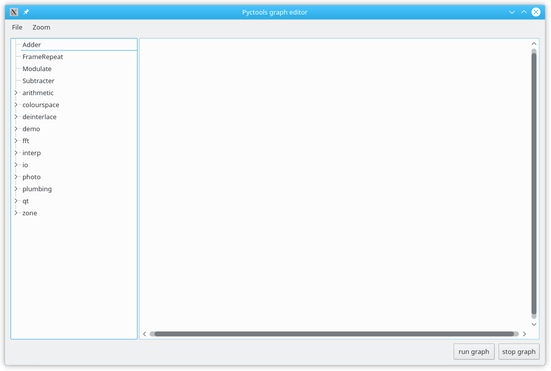 Pyctools graph editor
File Zoom
Adder
FrameRepeat
Modulate
Subtracter
arithmetic
colourspace
deinterlace
demo
fft
interp
io
photo
plumbing
qt
zone
run graph stop graph